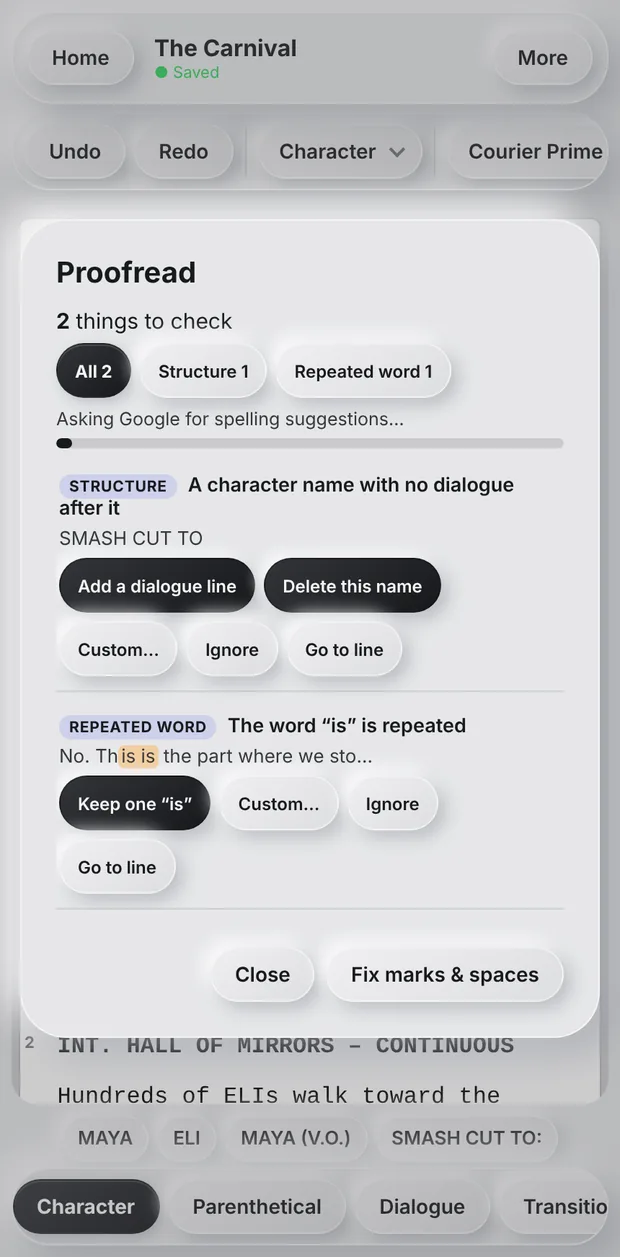 Home
The Carnival
Saved
More
Undo
Redo
Character
Courier Prime
Proofread
2 things to check
All 2
Structure 1
Repeated word 1
Asking Google for spelling suggestions...
STRUCTURE A character name with no dialogue
after it
SMASH CUT TO
Add a dialogue line
Delete this name
Custom...
Ignore
Go to line
REPEATED WORD The word “is” is repeated
No. This is the part where we sto...
Keep one “is”
Custom...
Ignore
Go to line
Close
Fix marks & spaces
2 INT. HALL OF MIRRORS – CONTINUOUS
Hundreds of ELIs walk toward the
MAYA
ELI
MAYA (V.O.)
SMASH CUT TO:
Character
Parenthetical
Dialogue
Transitio